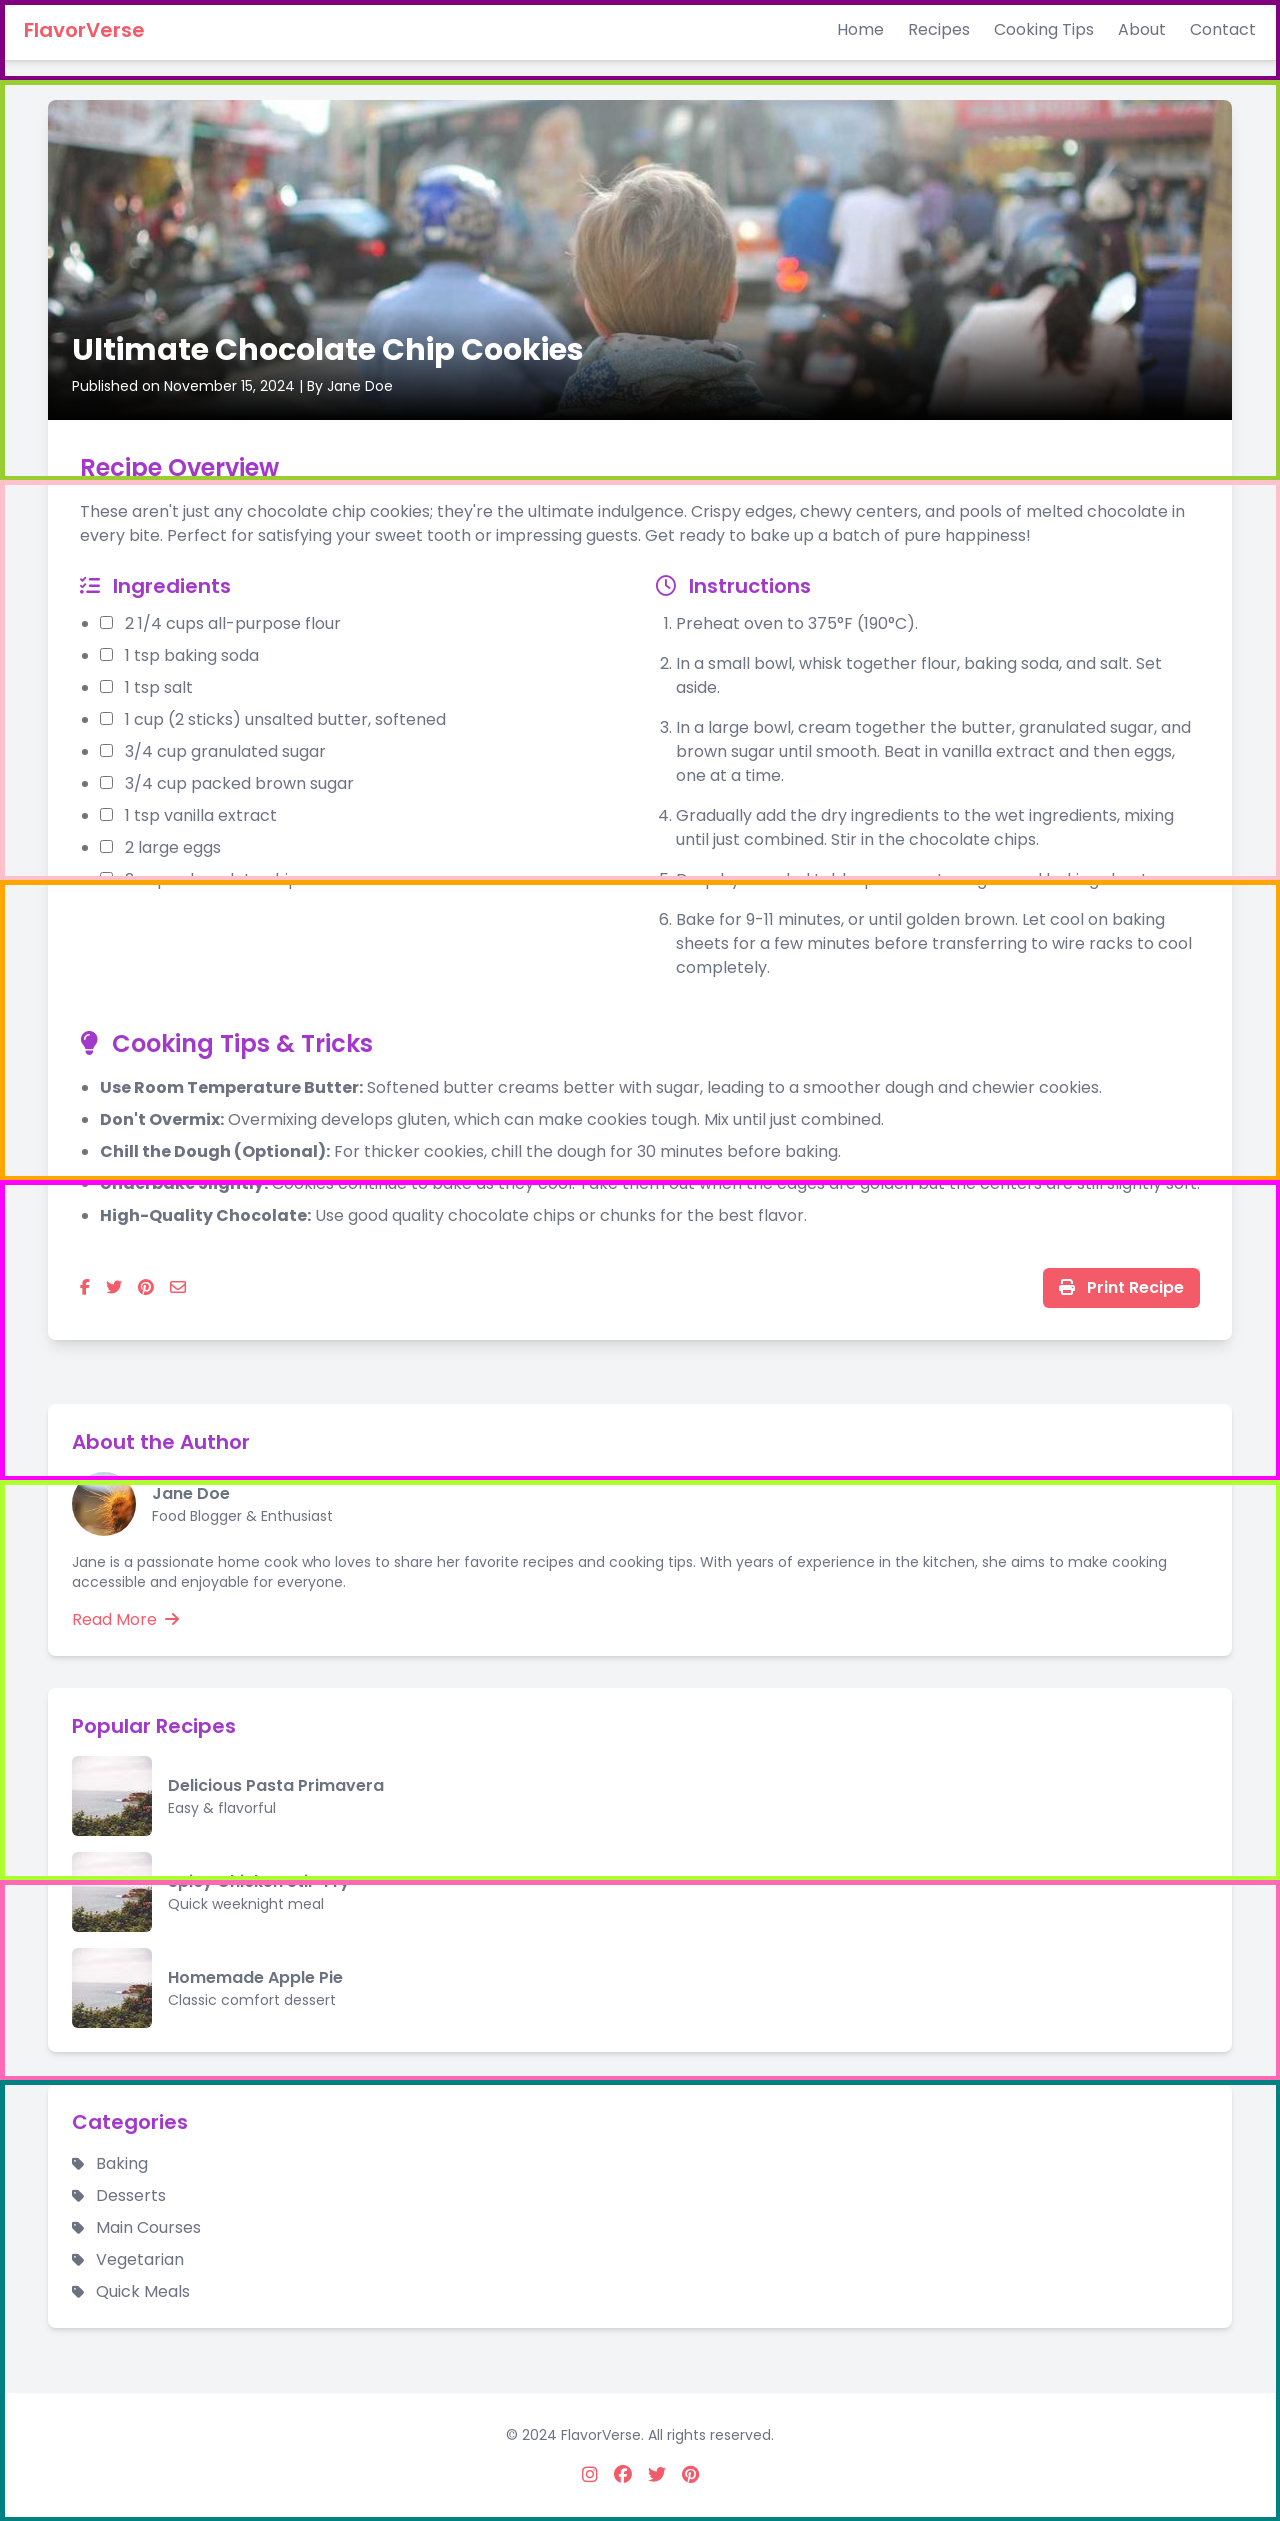 FlavorVerse
Home Recipes Cooking Tips About Contact
Ultimate Chocolate Chip Cookies
Published on November 15, 2024 | By Jane Doe
Recipe Overview
These aren't just any chocolate chip cookies; they're the ultimate indulgence. Crispy edges, chewy centers, and pools of melted chocolate in
every bite. Perfect for satisfying your sweet tooth or impressing guests. Get ready to bake up a batch of pure happiness!
Ingredients
2 1/4 cups all-purpose flour
1 tsp baking soda
1 tsp salt
1 cup (2 sticks) unsalted butter, softened
3/4 cup granulated sugar
3/4 cup packed brown sugar
1 tsp vanilla extract
2 large eggs
Instructions
1. Preheat oven to 375°F (190°C).
2. In a small bowl, whisk together flour, baking soda, and salt. Set
aside.
3. In a large bowl, cream together the butter, granulated sugar, and
brown sugar until smooth. Beat in vanilla extract and then eggs,
one at a time.
4. Gradually add the dry ingredients to the wet ingredients, mixing
until just combined. Stir in the chocolate chips.
6. Bake for 9-11 minutes, or until golden brown. Let cool on baking
sheets for a few minutes before transferring to wire racks to cool
completely.
Cooking Tips & Tricks
Use Room Temperature Butter: Softened butter creams better with sugar, leading to a smoother dough and chewier cookies.
Don't Overmix: Overmixing develops gluten, which can make cookies tough. Mix until just combined.
Chill the Dough (Optional): For thicker cookies, chill the dough for 30 minutes before baking.
Underbake Slightly: Cookies continue to bake as they cool. Take them out when the edges are golden but the centers are still slightly soft.
High-Quality Chocolate: Use good quality chocolate chips or chunks for the best flavor.
Print Recipe
About the Author
Jane Doe
Food Blogger & Enthusiast
Jane is a passionate home cook who loves to share her favorite recipes and cooking tips. With years of experience in the kitchen, she aims to make cooking
accessible and enjoyable for everyone.
Read More
Popular Recipes
Delicious Pasta Primavera
Easy & flavorful
Spicy Chicken Stir-Fry
Quick weeknight meal
Homemade Apple Pie
Classic comfort dessert
Categories
Baking
Desserts
Main Courses
Vegetarian
Quick Meals
© 2024 FlavorVerse. All rights reserved.